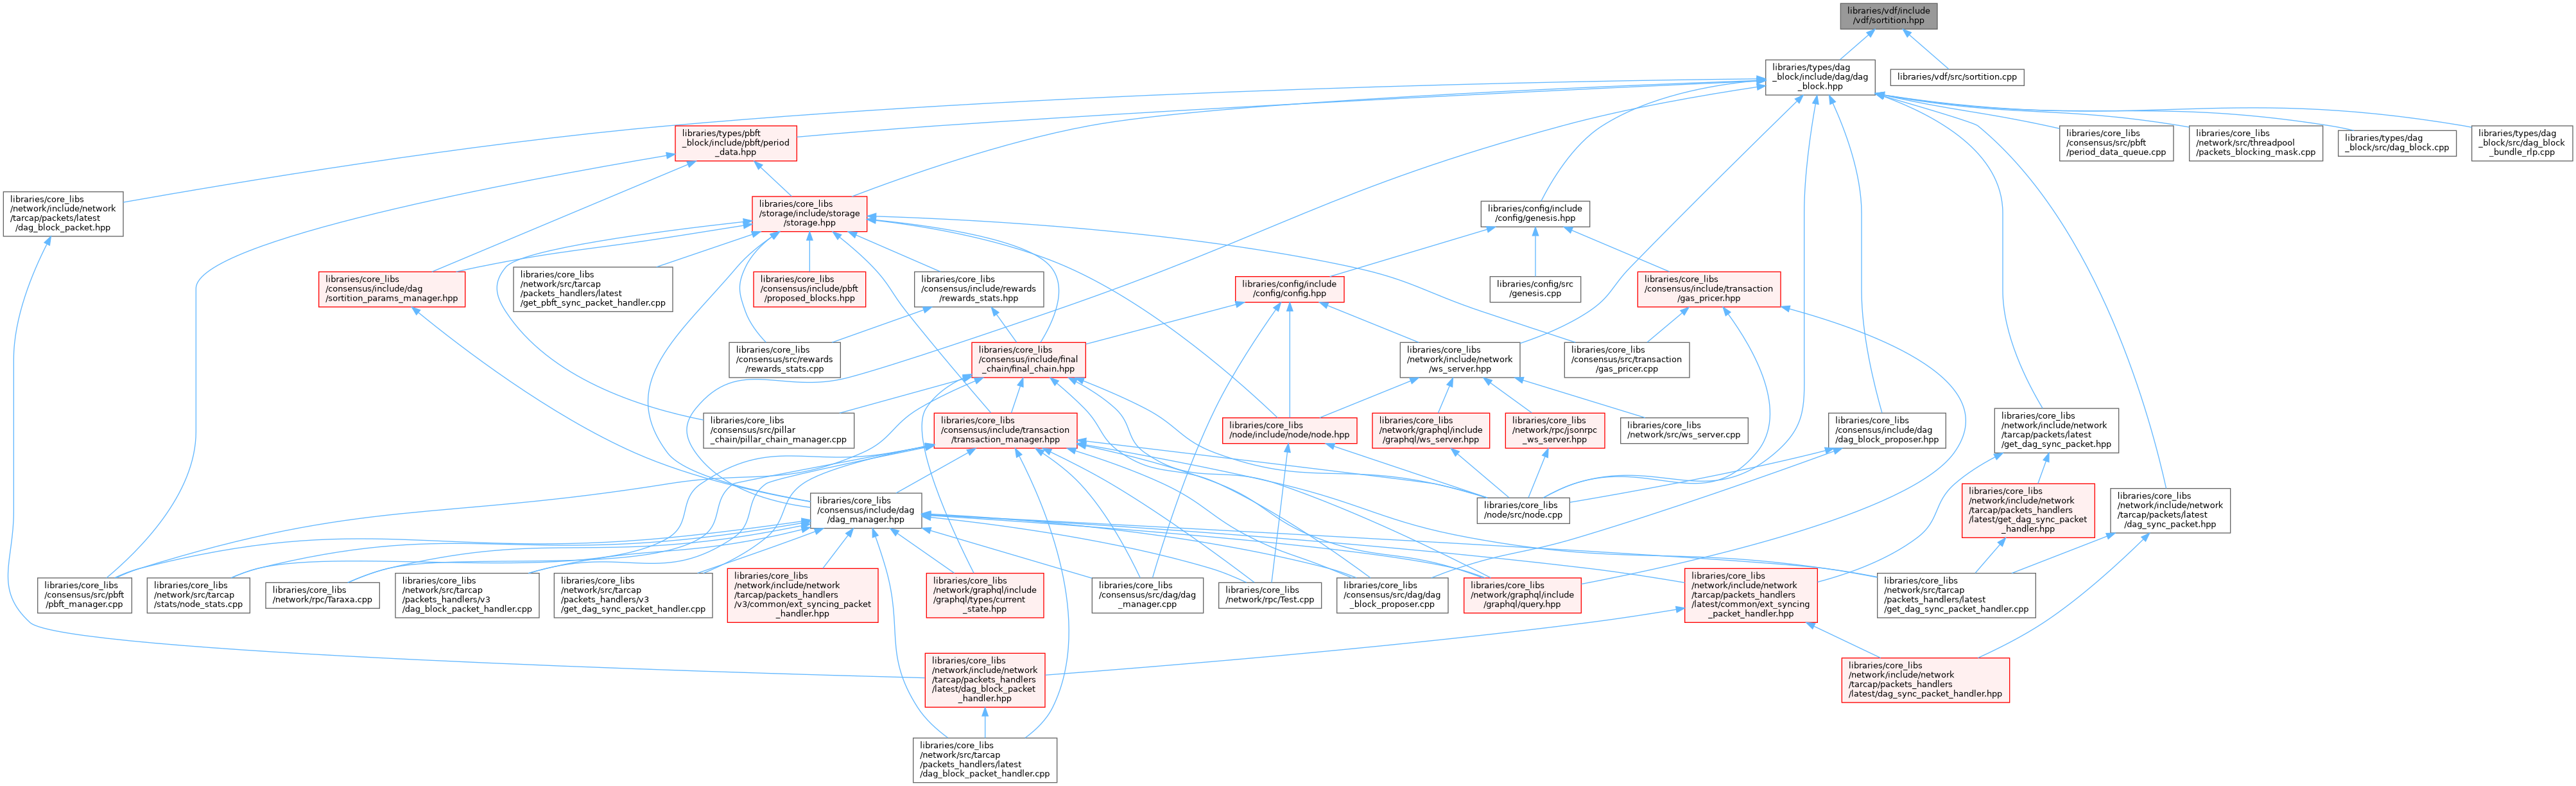 libraries/vdf/include
/vdf/sortition.hpp
libraries/types/dag
_block/include/dag/dag
_block.hpp
libraries/vdf/src/sortition.cpp
libraries/types/pbft
_block/include/pbft/period
_data.hpp
libraries/core_libs
/consensus/src/pbft
/period_data_queue.cpp
libraries/core_libs
/network/src/threadpool
/packets_blocking_mask.cpp
libraries/types/dag
_block/src/dag_block.cpp
libraries/types/dag
_block/src/dag_block
_bundle_rlp.cpp
libraries/core_libs
/network/include/network
/tarcap/packets/latest
/dag_block_packet.hpp
libraries/core_libs
/storage/include/storage
/storage.hpp
libraries/config/include
/config/genesis.hpp
libraries/core_libs
/consensus/include/dag
/sortition_params_manager.hpp
libraries/core_libs
/network/src/tarcap
/packets_handlers/latest
/get_pbft_sync_packet_handler.cpp
libraries/core_libs
/consensus/include/pbft
/proposed_blocks.hpp
libraries/core_libs
/consensus/include/rewards
/rewards_stats.hpp
libraries/config/include
/config/config.hpp
libraries/config/src
/genesis.cpp
libraries/core_libs
/consensus/include/transaction
/gas_pricer.hpp
libraries/core_libs
/consensus/src/rewards
/rewards_stats.cpp
libraries/core_libs
/consensus/include/final
_chain/final_chain.hpp
libraries/core_libs
/network/include/network
/ws_server.hpp
libraries/core_libs
/consensus/src/transaction
/gas_pricer.cpp
libraries/core_libs
/consensus/src/pillar
_chain/pillar_chain_manager.cpp
libraries/core_libs
/consensus/include/transaction
/transaction_manager.hpp
libraries/core_libs
/node/include/node/node.hpp
libraries/core_libs
/network/graphql/include
/graphql/ws_server.hpp
libraries/core_libs
/network/rpc/jsonrpc
_ws_server.hpp
libraries/core_libs
/network/src/ws_server.cpp
libraries/core_libs
/consensus/include/dag
/dag_block_proposer.hpp
libraries/core_libs
/network/include/network
/tarcap/packets/latest
/get_dag_sync_packet.hpp
libraries/core_libs
/consensus/include/dag
/dag_manager.hpp
libraries/core_libs
/node/src/node.cpp
libraries/core_libs
/network/include/network
/tarcap/packets_handlers
/latest/get_dag_sync_packet
_handler.hpp
libraries/core_libs
/network/include/network
/tarcap/packets/latest
/dag_sync_packet.hpp
libraries/core_libs
/consensus/src/pbft
/pbft_manager.cpp
libraries/core_libs
/network/src/tarcap
/stats/node_stats.cpp
libraries/core_libs
/network/rpc/Taraxa.cpp
libraries/core_libs
/network/src/tarcap
/packets_handlers/v3
/dag_block_packet_handler.cpp
libraries/core_libs
/network/src/tarcap
/packets_handlers/v3
/get_dag_sync_packet_handler.cpp
libraries/core_libs
/network/include/network
/tarcap/packets_handlers
/v3/common/ext_syncing_packet
_handler.hpp
libraries/core_libs
/network/graphql/include
/graphql/types/current
_state.hpp
libraries/core_libs
/consensus/src/dag/dag
_manager.cpp
libraries/core_libs
/network/rpc/Test.cpp
libraries/core_libs
/consensus/src/dag/dag
_block_proposer.cpp
libraries/core_libs
/network/graphql/include
/graphql/query.hpp
libraries/core_libs
/network/include/network
/tarcap/packets_handlers
/latest/common/ext_syncing
_packet_handler.hpp
libraries/core_libs
/network/src/tarcap
/packets_handlers/latest
/get_dag_sync_packet_handler.cpp
libraries/core_libs
/network/include/network
/tarcap/packets_handlers
/latest/dag_block_packet
_handler.hpp
libraries/core_libs
/network/include/network
/tarcap/packets_handlers
/latest/dag_sync_packet_handler.hpp
libraries/core_libs
/network/src/tarcap
/packets_handlers/latest
/dag_block_packet_handler.cpp